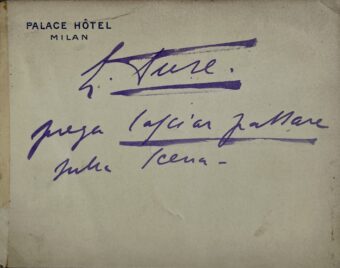 PALACE HÔTEL
MILAN
E. Duse.
prega lasciar passare
sulla scena -